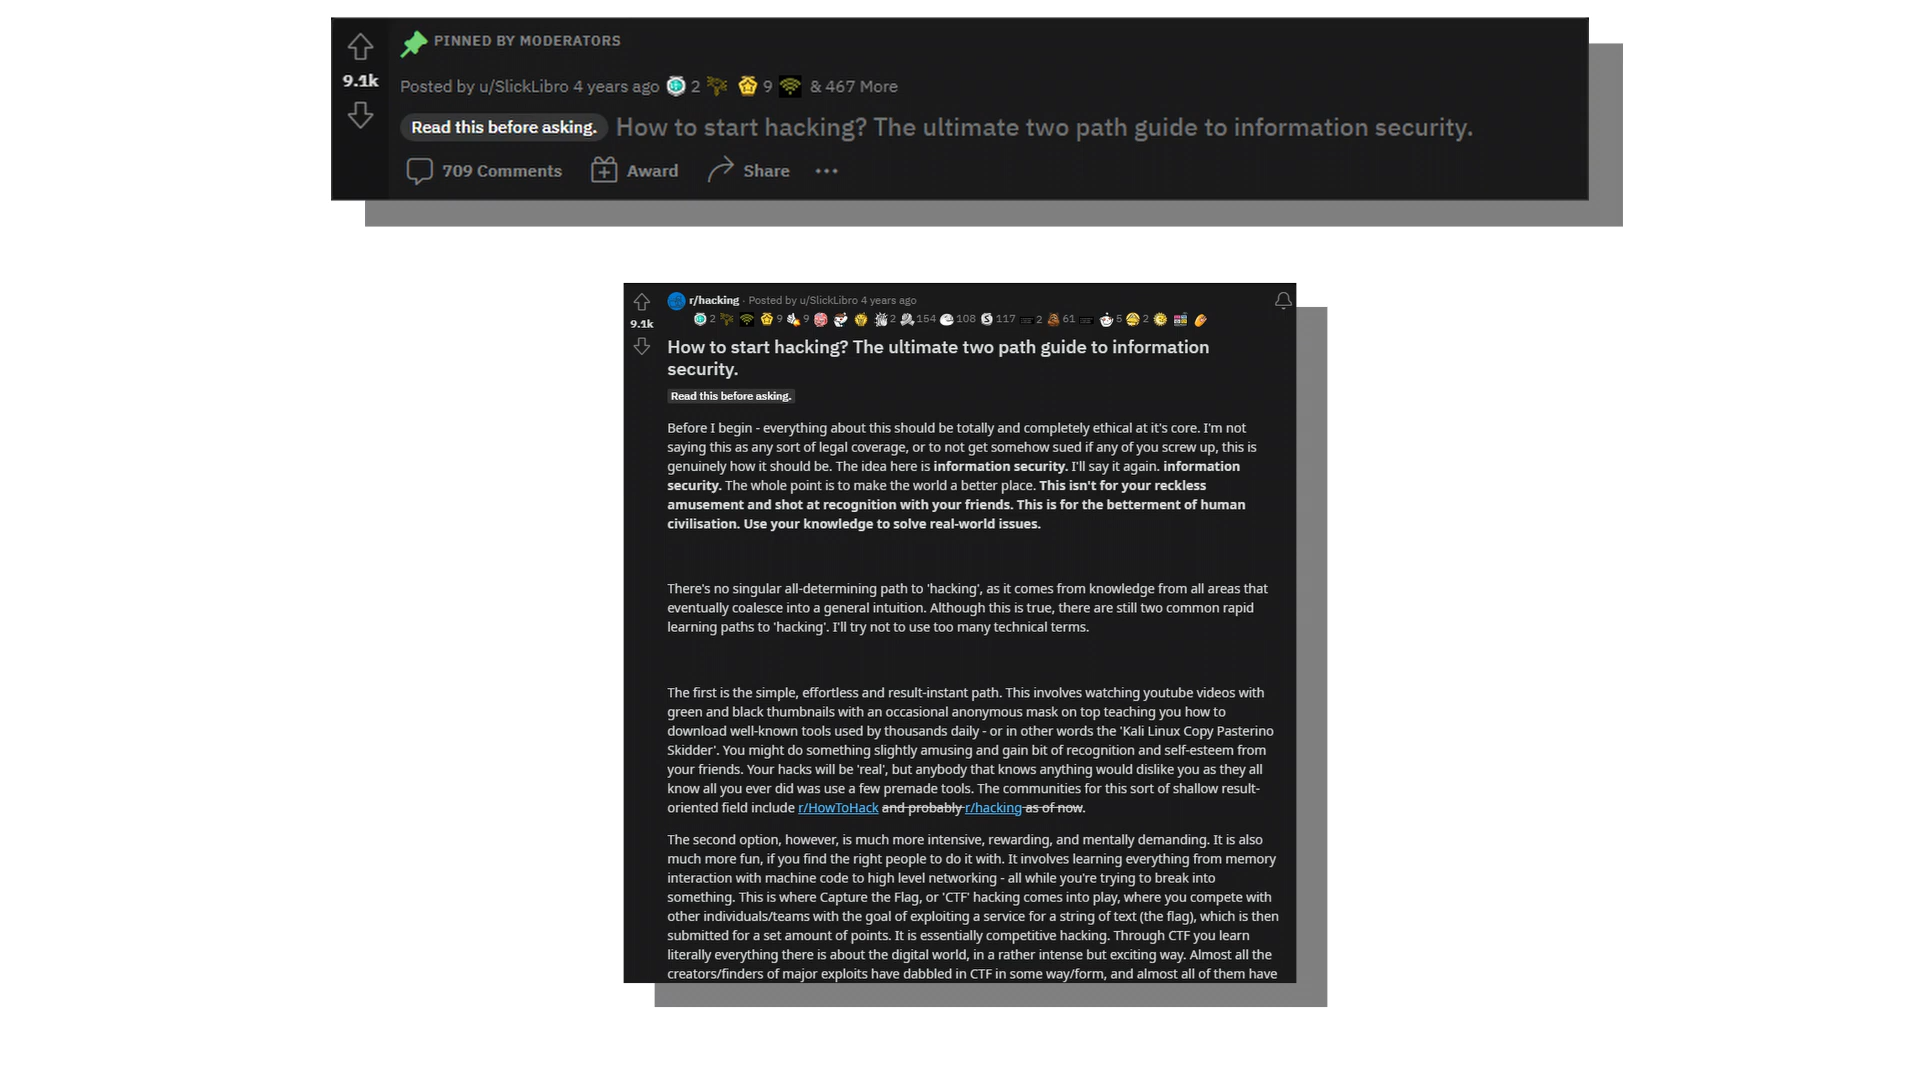 PINNED BY MODERATORS
9.1k
Posted by u/SlickLibro 4 years ago 2 9 & 467 More
Read this before asking. How to start hacking? The ultimate two path guide to information security.
709 Comments Award Share
r/hacking · Posted by u/SlickLibro 4 years ago
9.1k
2 9 9 2 154 108 117 2 61 5 2
How to start hacking? The ultimate two path guide to information
security.
Read this before asking.
Before I begin - everything about this should be totally and completely ethical at it's core. I'm not
saying this as any sort of legal coverage, or to not get somehow sued if any of you screw up, this is
genuinely how it should be. The idea here is information security. I'll say it again. information
security. The whole point is to make the world a better place. This isn't for your reckless
amusement and shot at recognition with your friends. This is for the betterment of human
civilisation. Use your knowledge to solve real-world issues.
There's no singular all-determining path to 'hacking', as it comes from knowledge from all areas that
eventually coalesce into a general intuition. Although this is true, there are still two common rapid
learning paths to 'hacking'. I'll try not to use too many technical terms.
The first is the simple, effortless and result-instant path. This involves watching youtube videos with
green and black thumbnails with an occasional anonymous mask on top teaching you how to
download well-known tools used by thousands daily - or in other words the 'Kali Linux Copy Pasterino
Skidder'. You might do something slightly amusing and gain bit of recognition and self-esteem from
your friends. Your hacks will be 'real', but anybody that knows anything would dislike you as they all
know all you ever did was use a few premade tools. The communities for this sort of shallow result-
oriented field include r/HowToHack and probably r/hacking as of now.
The second option, however, is much more intensive, rewarding, and mentally demanding. It is also
much more fun, if you find the right people to do it with. It involves learning everything from memory
interaction with machine code to high level networking - all while you're trying to break into
something. This is where Capture the Flag, or 'CTF' hacking comes into play, where you compete with
other individuals/teams with the goal of exploiting a service for a string of text (the flag), which is then
submitted for a set amount of points. It is essentially competitive hacking. Through CTF you learn
literally everything there is about the digital world, in a rather intense but exciting way. Almost all the
creators/finders of major exploits have dabbled in CTF in some way/form, and almost all of them have